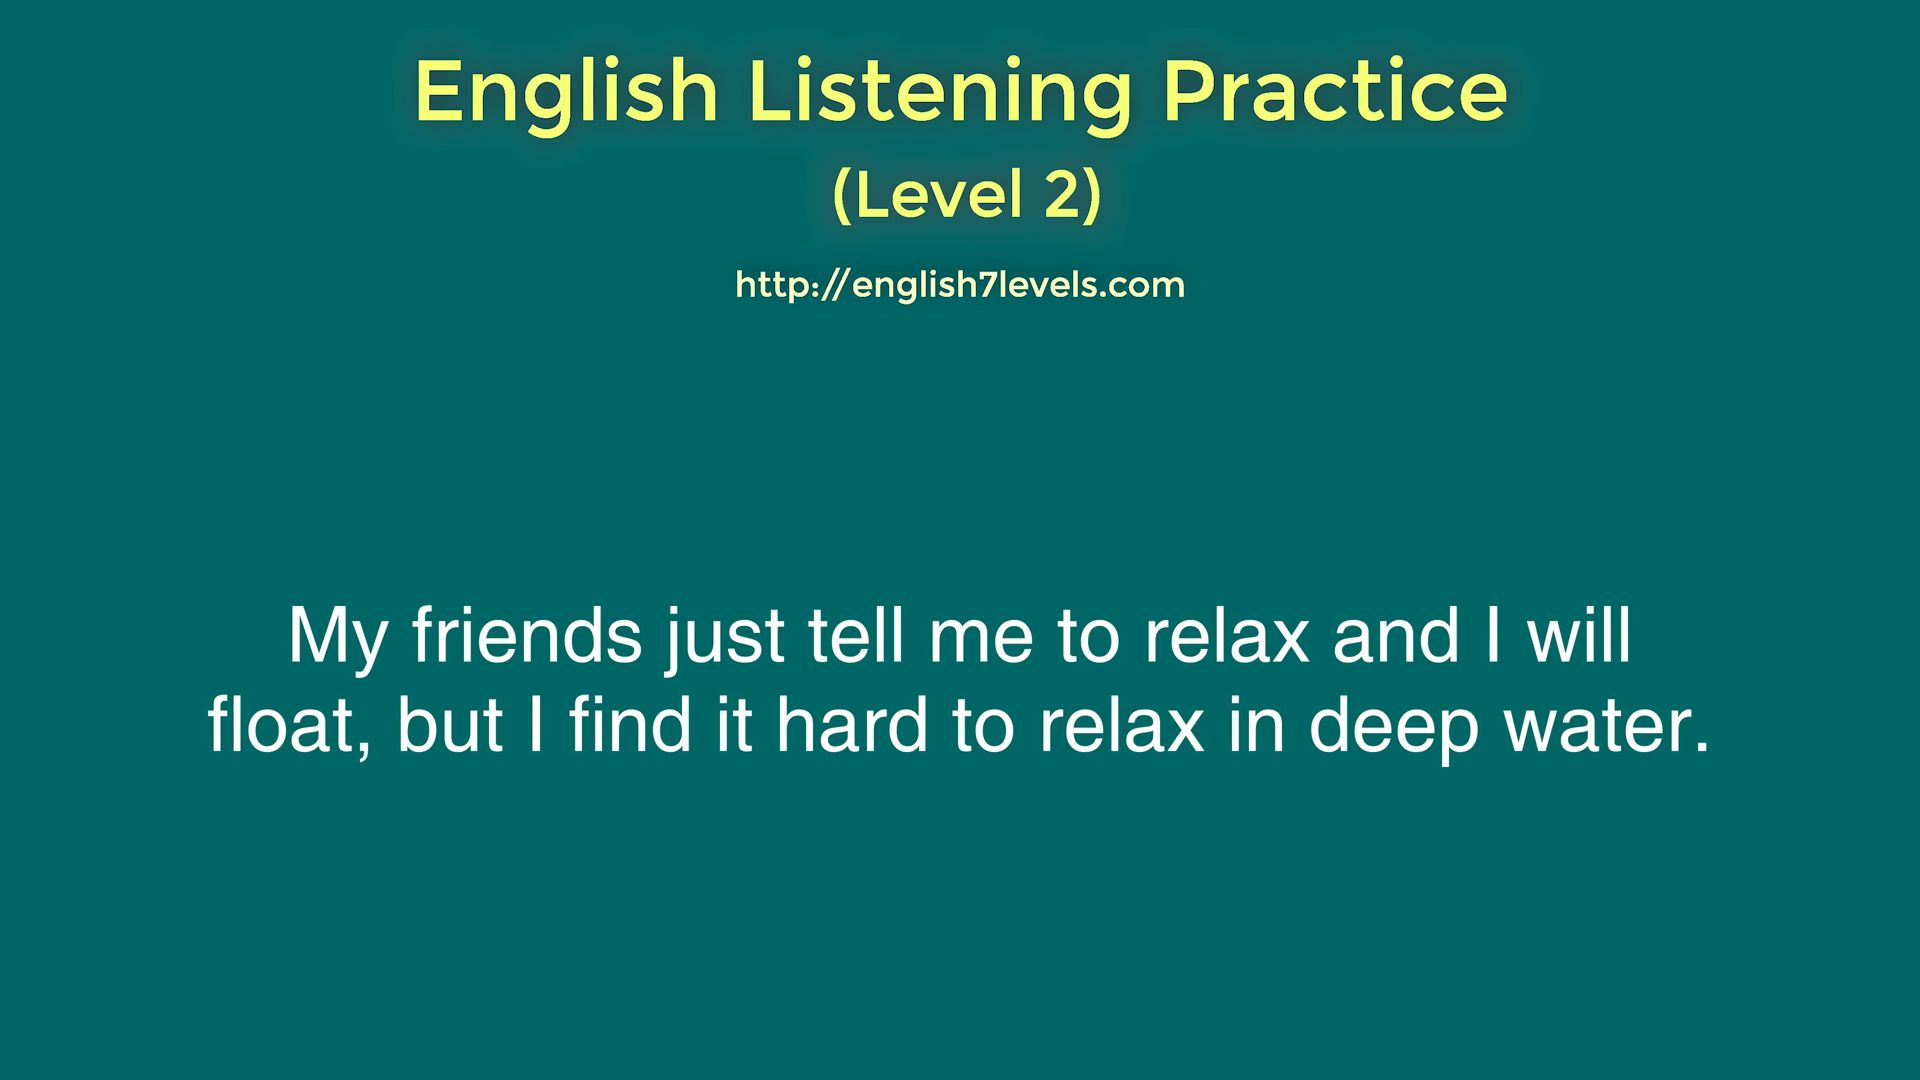 English Listening Practice
(Level 2)
http://english7levels.com
My friends just tell me to relax and I will
float, but I find it hard to relax in deep water.